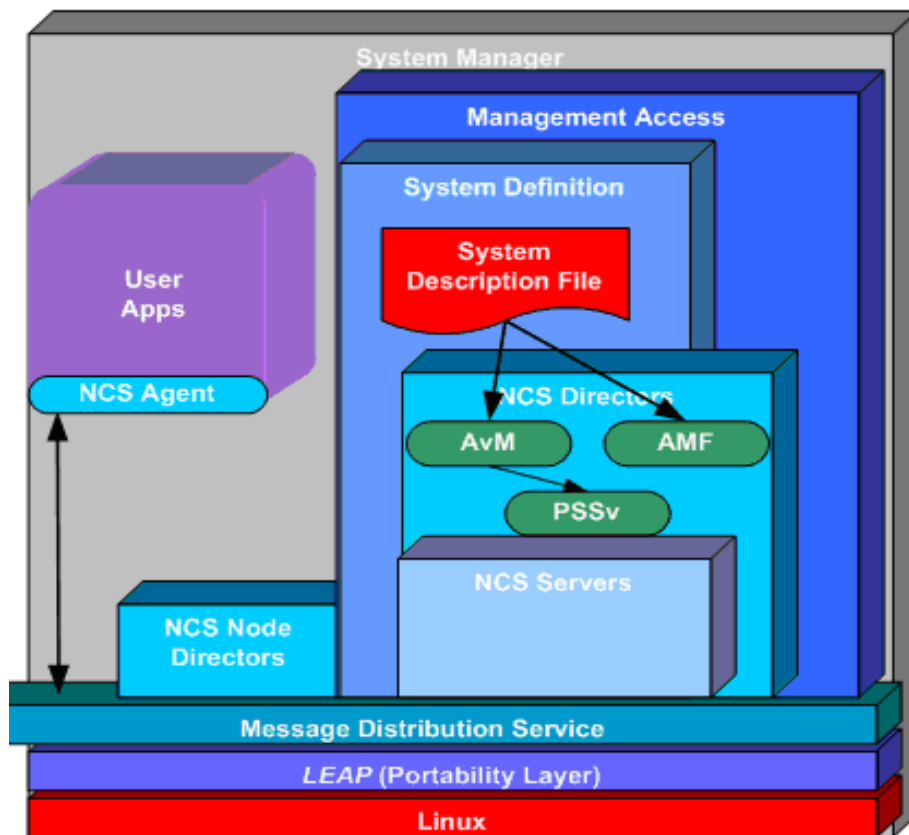 System Manager
Management Access
System Definition
System
Description File
User
Apps
NCS Agent
NCS Directors
AvM
AMF
PSSv
NCS Servers
NCS Node
Directors
Message Distribution Service
LEAP (Portability Layer)
Linux